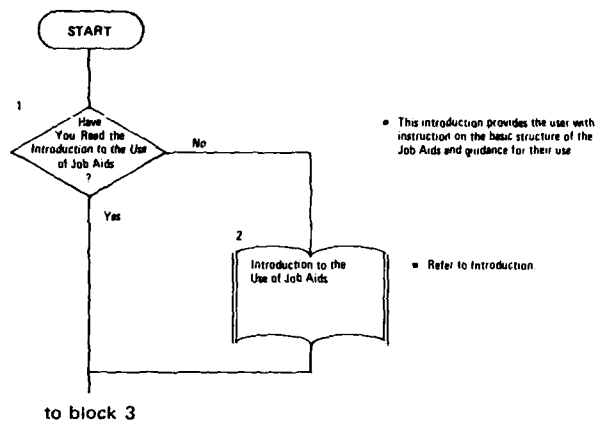 START
1
Have
You Read the
Introduction to the Use
of Job Aids
?
No
• This introduction provides the user with
instruction on the basic structure of the
Job Aids and guidance for their use
Yes
2
Introduction to the
Use of Job Aids
• Refer to Introduction
to block 3